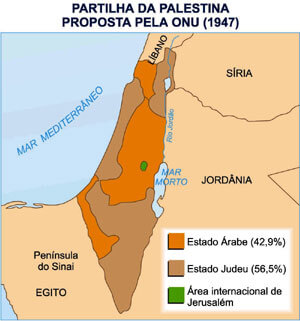 PARTILHA DA PALESTINA
PROPOSTA PELA ONU (1947)
LÍBANO
SÍRIA
MAR MEDITERRÂNEO
Rio Jordão
MAR
MORTO
JORDÂNIA
Península
do Sinai
EGITO
Estado Árabe (42,9%)
Estado Judeu (56,5%)
Área internacional de
Jerusalém